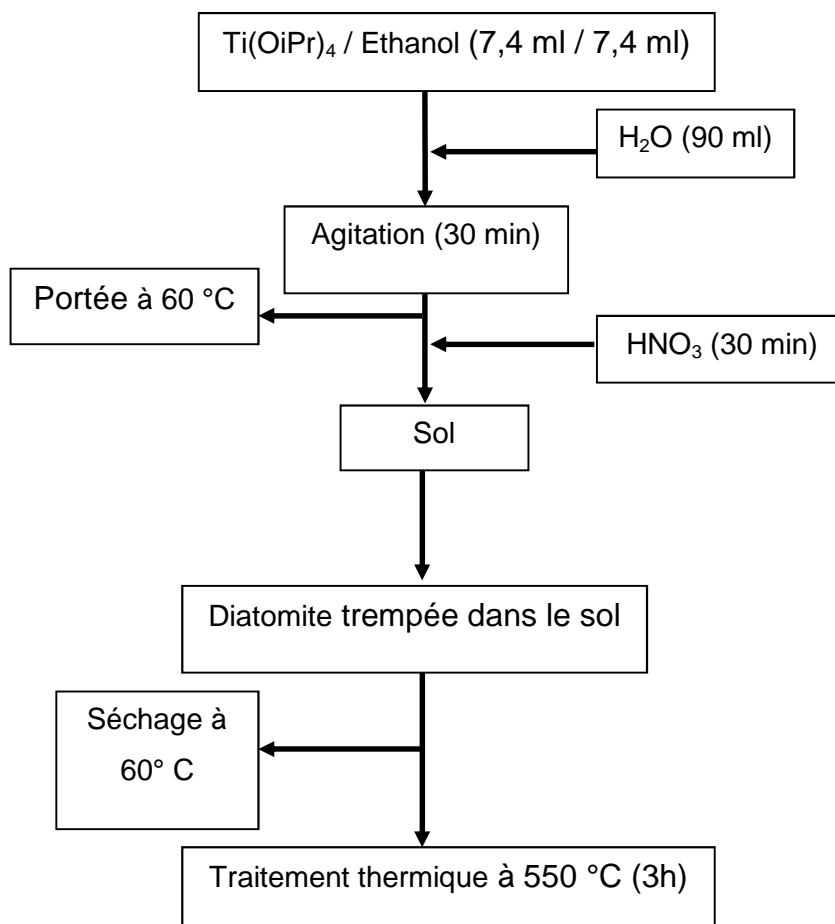 Ti(OiPr)₄ / Ethanol (7,4 ml / 7,4 ml)
H₂O (90 ml)
Agitation (30 min)
Portée à 60 °C
HNO₃ (30 min)
Sol
Diatomite trempée dans le sol
Séchage à
60° C
Traitement thermique à 550 °C (3h)